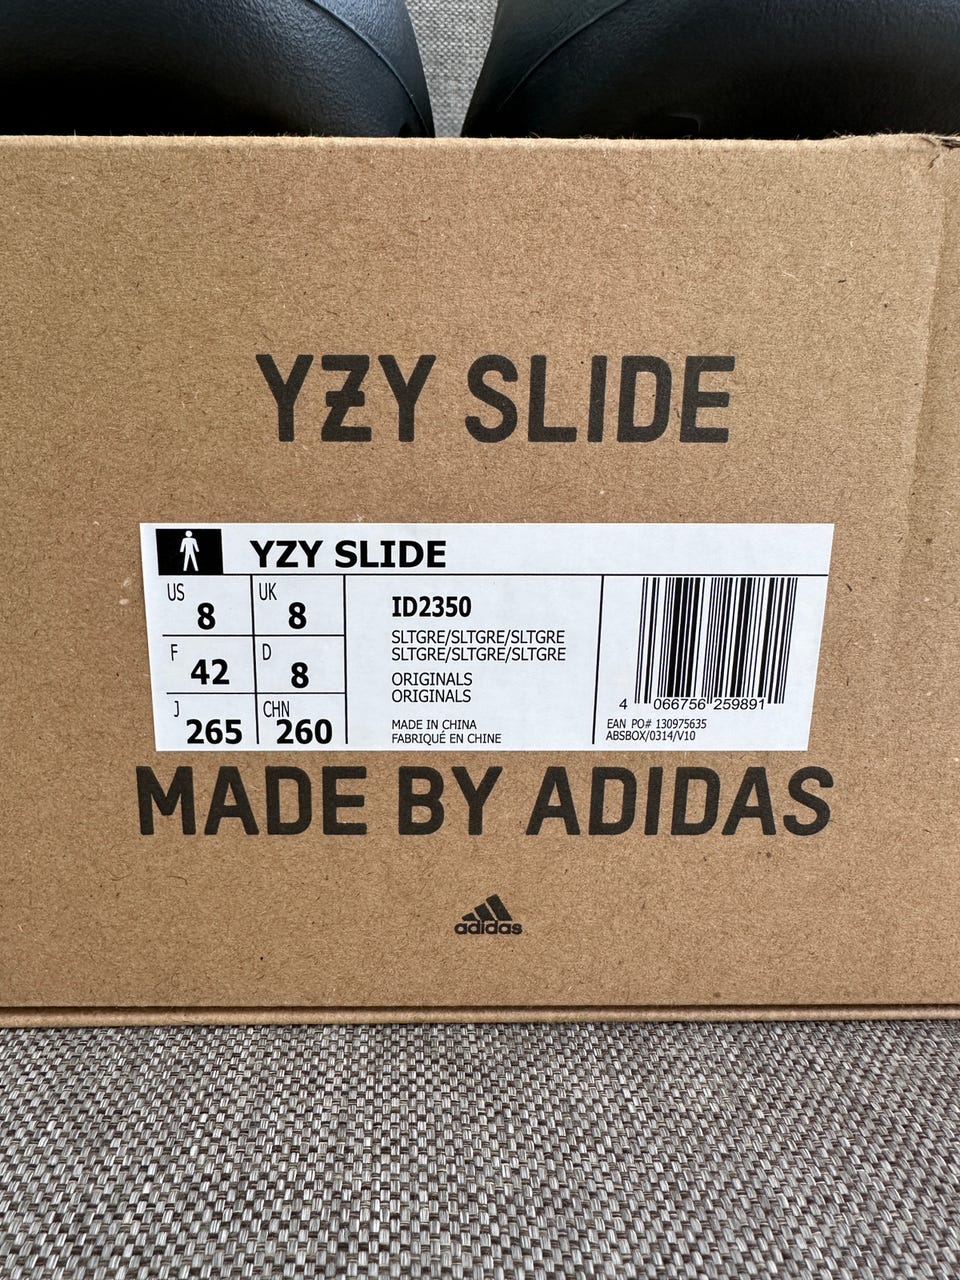 YZY SLIDE
YZY SLIDE
US 8 UK 8
F 42 D 8
J 265 CHN 260
ID2350
SLTGRE/SLTGRE/SLTGRE
SLTGRE/SLTGRE/SLTGRE
ORIGINALS
ORIGINALS
MADE IN CHINA
FABRIQUÉ EN CHINE
4 066756 259891
EAN PO# 130975635
ABSBOX/0314/V10
MADE BY ADIDAS
adidas